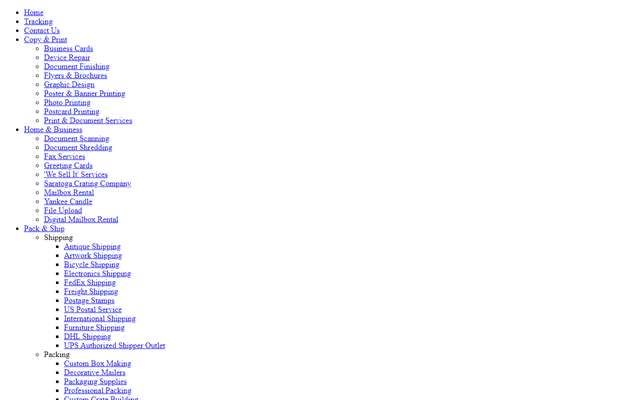 Home
Tracking
Contact Us
Copy & Print
Business Cards
Device Repair
Document Finishing
Flyers & Brochures
Graphic Design
Poster & Banner Printing
Photo Printing
Postcard Printing
Print & Document Services
Home & Business
Document Scanning
Document Shredding
Fax Services
Greeting Cards
'We Sell It' Services
Saratoga Crating Company
Mailbox Rental
Yankee Candle
File Upload
Digital Mailbox Rental
Pack & Ship
Shipping
Antique Shipping
Artwork Shipping
Bicycle Shipping
Electronics Shipping
FedEx Shipping
Freight Shipping
Postage Stamps
US Postal Service
International Shipping
Furniture Shipping
DHL Shipping
UPS Authorized Shipper Outlet
Packing
Custom Box Making
Decorative Mailers
Packaging Supplies
Professional Packing
Custom Crate Building